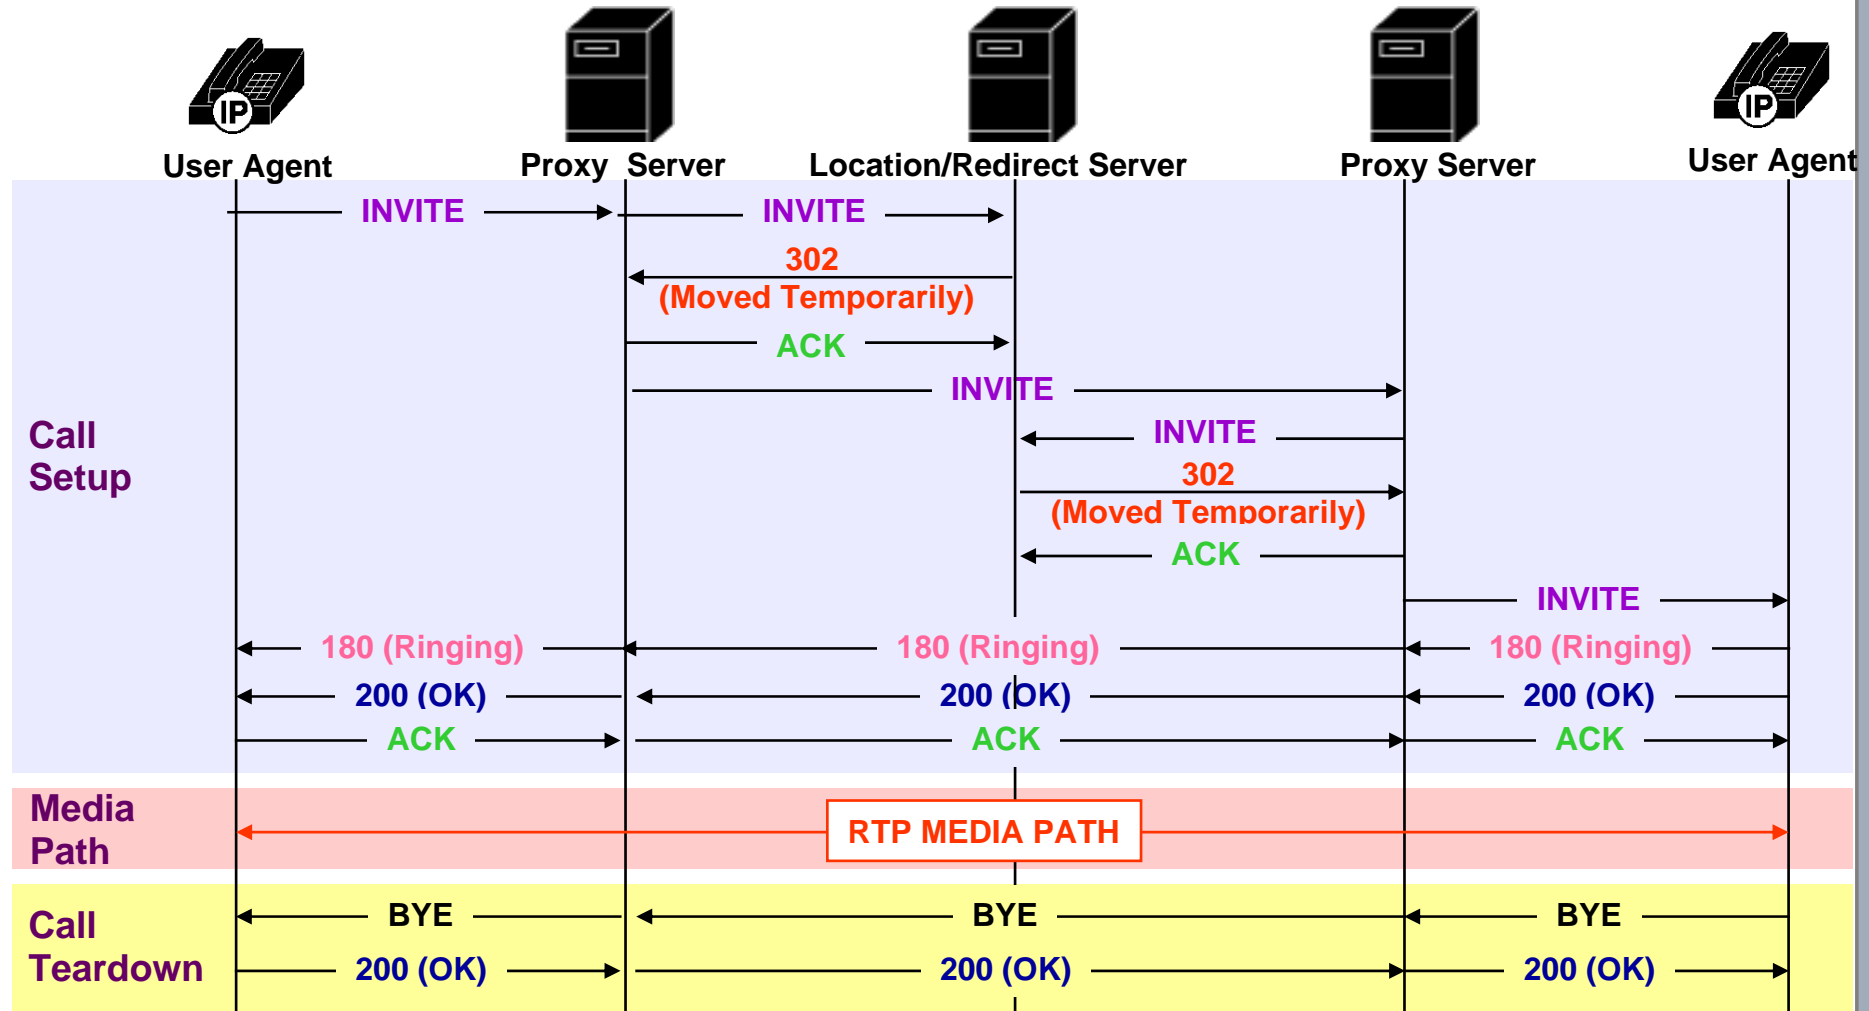 IP
IP
User Agent
Proxy Server
Location/Redirect Server
Proxy Server
User Agent
INVITE
INVITE
302
(Moved Temporarily)
ACK
INVITE
INVITE
302
(Moved Temporarily)
ACK
INVITE
Call
Setup
180 (Ringing)
180 (Ringing)
180 (Ringing)
200 (OK)
200 (OK)
200 (OK)
ACK
ACK
ACK
Media
Path
RTP MEDIA PATH
Call
Teardown
BYE
BYE
BYE
200 (OK)
200 (OK)
200 (OK)